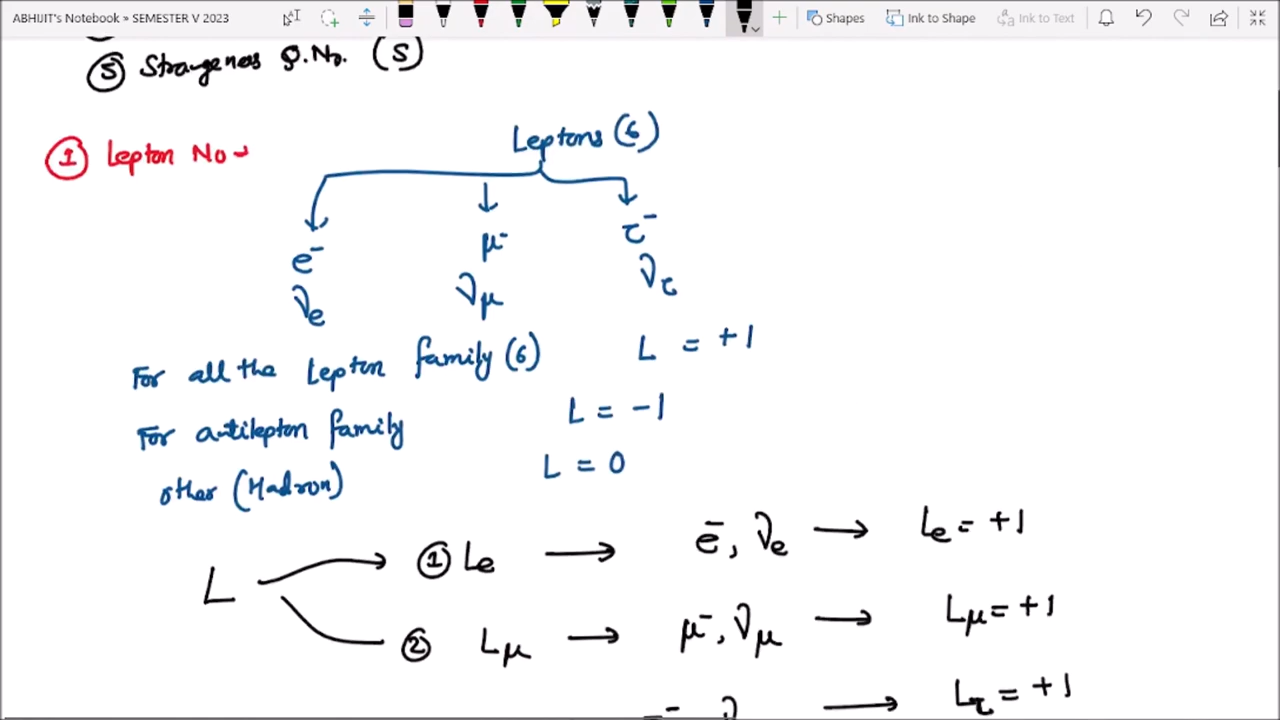 ABHIJIT's Notebook » SEMESTER V 2023
Shapes
Ink to Shape
Ink to Text
⑤ Strangeness Q.No. (S)
① Lepton No →
Leptons (6)
e⁻ μ⁻ τ⁻
νe νμ ντ
For all the Lepton family (6) L = +1
For antilepton family L = -1
other (Hadron) L = 0
L → ① Le → e⁻, νe → Le = +1
② Lμ → μ⁻, νμ → Lμ = +1
→ Lτ = +1